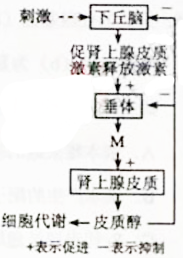 刺激 下丘脑 −
+
促肾上腺皮质
激素释放激素
+
垂体 −
M
+
肾上腺皮质
细胞代谢 皮质醇
+表示促进 −表示抑制